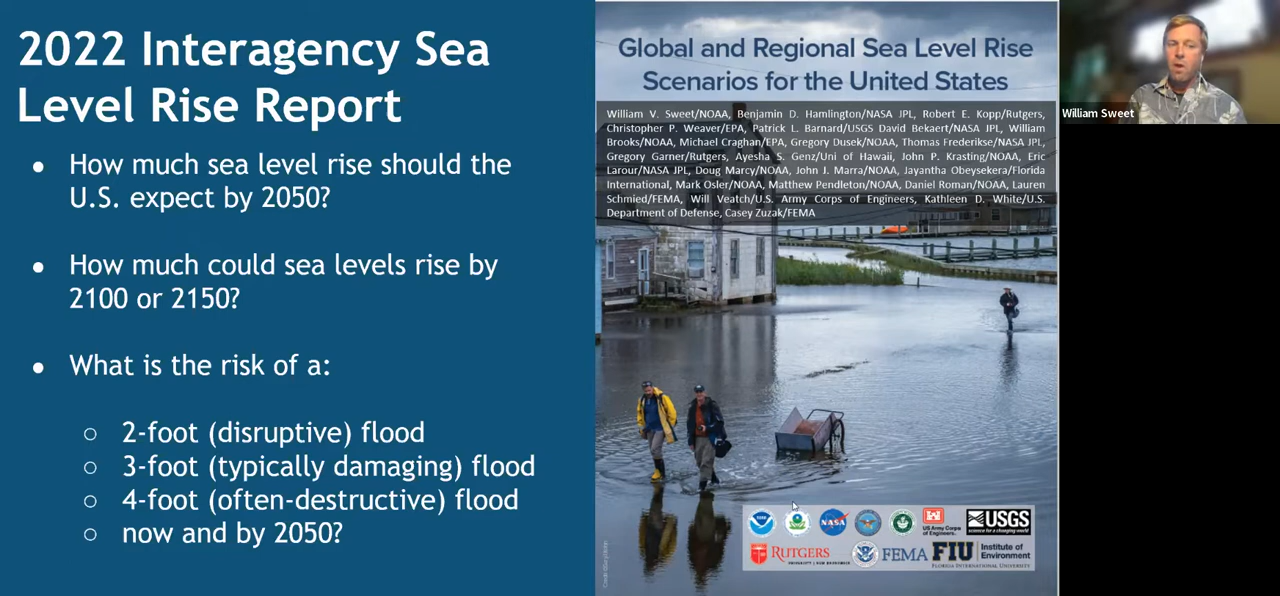 2022 Interagency Sea
Level Rise Report
● How much sea level rise should the
U.S. expect by 2050?
● How much could sea levels rise by
2100 or 2150?
● What is the risk of a:
○ 2-foot (disruptive) flood
○ 3-foot (typically damaging) flood
○ 4-foot (often-destructive) flood
○ now and by 2050?
Global and Regional Sea Level Rise
Scenarios for the United States
William V. Sweet/NOAA, Benjamin D. Hamlington/NASA JPL, Robert E. Kopp/Rutgers,
Christopher P. Weaver/EPA, Patrick L. Barnard/USGS David Bekaert/NASA JPL, William
Brooks/NOAA, Michael Craghan/EPA, Gregory Dusek/NOAA, Thomas Frederikse/NASA JPL,
Gregory Garner/Rutgers, Ayesha S. Genz/Uni of Hawaii, John P. Krasting/NOAA, Eric
Larour/NASA JPL, Doug Marcy/NOAA, John J. Marra/NOAA, Jayantha Obeysekera/Florida
International, Mark Osler/NOAA, Matthew Pendleton/NOAA, Daniel Roman/NOAA, Lauren
Schmied/FEMA, Will Veatch/U.S. Army Corps of Engineers, Kathleen D. White/U.S.
Department of Defense, Casey Zuzak/FEMA
NASA
US Army Corps
of Engineers.
USGS
science for a changing world
RUTGERS
FEMA
FIU
Institute of
Environment
FLORIDA INTERNATIONAL UNIVERSITY
William Sweet